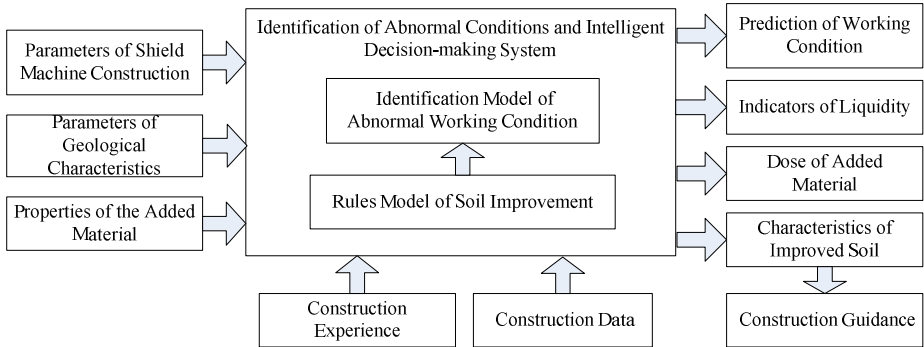 Parameters of Shield
Machine Construction
Parameters of
Geological
Characteristics
Properties of the Added
Material
Identification of Abnormal Conditions and Intelligent
Decision-making System
Identification Model of
Abnormal Working Condition
Rules Model of Soil Improvement
Construction
Experience
Construction Data
Prediction of Working
Condition
Indicators of Liquidity
Dose of Added
Material
Characteristics of
Improved Soil
Construction Guidance